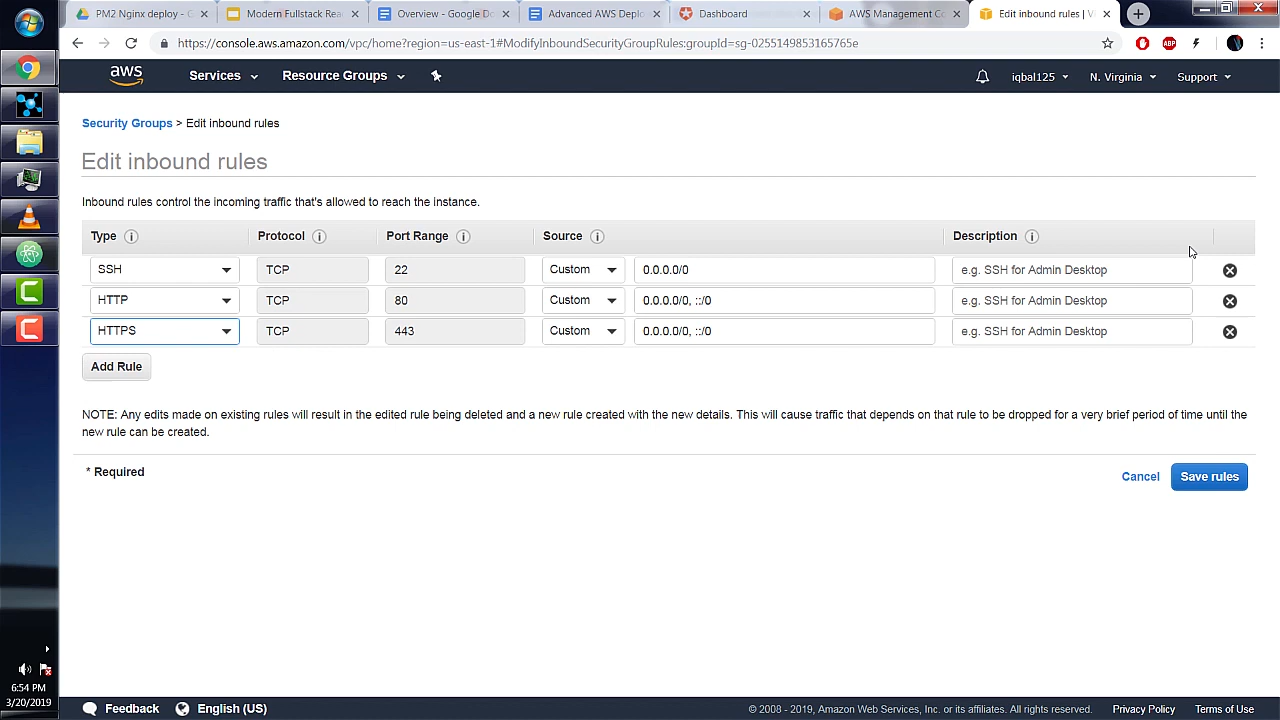 PM2 Nginx deploy - G
Modern Fullstack Rea
Overview - Google Do
Advanced AWS Deplo
Dashboard
AWS Management Co
Edit inbound rules | V
https://console.aws.amazon.com/vpc/home?region=us-east-1#ModifyInboundSecurityGroupRules:groupId=sg-0255149853165765e
ABP
aws
Services
Resource Groups
iqbal125
N. Virginia
Support
Security Groups > Edit inbound rules
Edit inbound rules
Inbound rules control the incoming traffic that's allowed to reach the instance.
Type Protocol Port Range Source Description
SSH TCP 22 Custom 0.0.0.0/0 e.g. SSH for Admin Desktop
HTTP TCP 80 Custom 0.0.0.0/0, ::/0 e.g. SSH for Admin Desktop
HTTPS TCP 443 Custom 0.0.0.0/0, ::/0 e.g. SSH for Admin Desktop
Add Rule
NOTE: Any edits made on existing rules will result in the edited rule being deleted and a new rule created with the new details. This will cause traffic that depends on that rule to be dropped for a very brief period of time until the
new rule can be created.
* Required
Cancel
Save rules
6:54 PM
3/20/2019
Feedback
English (US)
© 2008 - 2019, Amazon Web Services, Inc. or its affiliates. All rights reserved.
Privacy Policy
Terms of Use